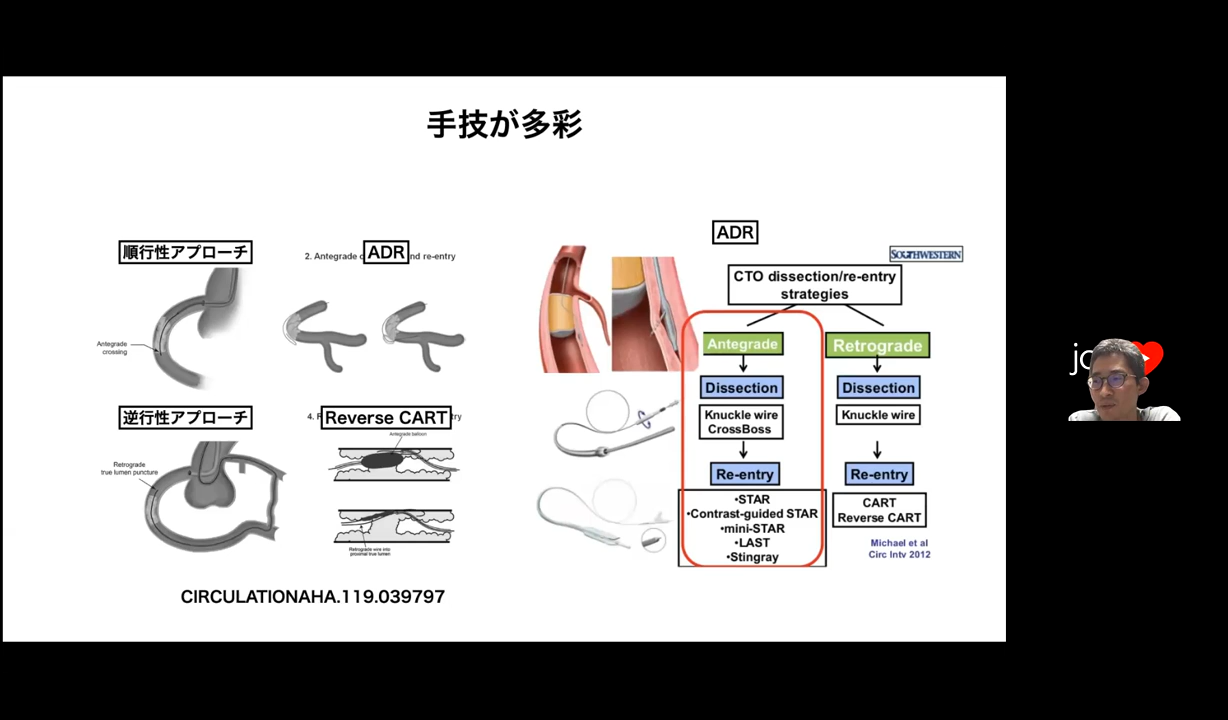 手技が多彩
順行性アプローチ
2. Antegrade
ADR
nd re-entry
Antegrade
crossing
逆行性アプローチ
4.
Reverse CART
Antegrade balloon
Retrograde
true lumen puncture
Retrograde wire into
proximal true lumen
CIRCULATIONAHA.119.039797
ADR
SOUTHWESTERN
CTO dissection/re-entry
strategies
Antegrade
Dissection
Knuckle wire
CrossBoss
Re-entry
•STAR
•Contrast-guided STAR
•mini-STAR
•LAST
•Stingray
Retrograde
Dissection
Knuckle wire
Re-entry
CART
Reverse CART
Michael et al
Circ Intv 2012